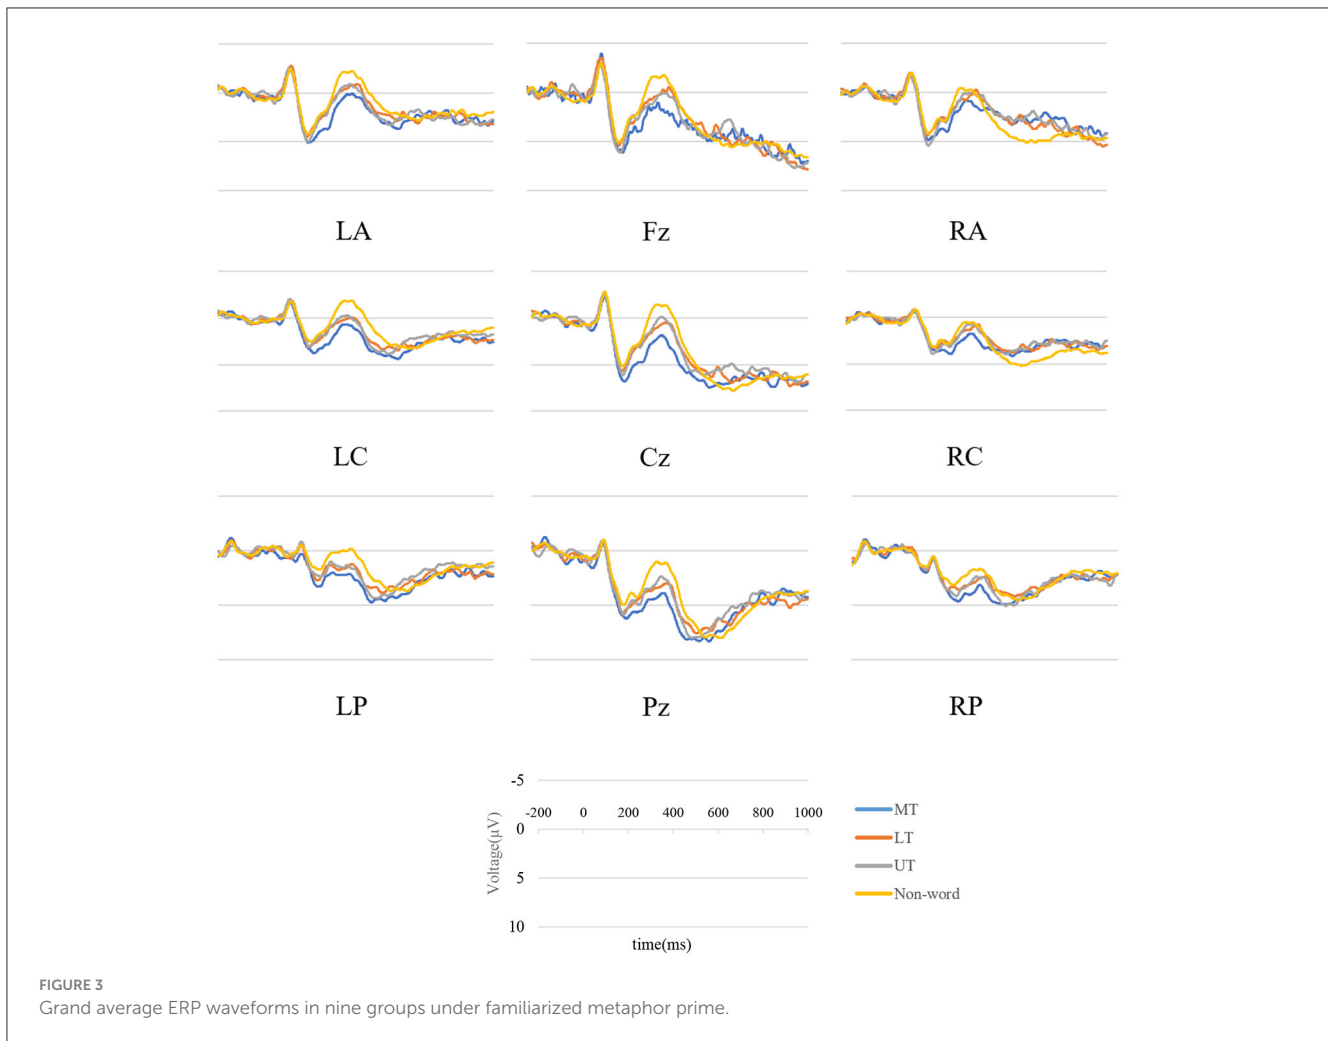 LA Fz RA
LC Cz RC
LP Pz RP
-5
-200 0 200 400 600 800 1000
0
5
10
Voltage(μV)
time(ms)
MT
LT
UT
Non-word
FIGURE 3
Grand average ERP waveforms in nine groups under familiarized metaphor prime.